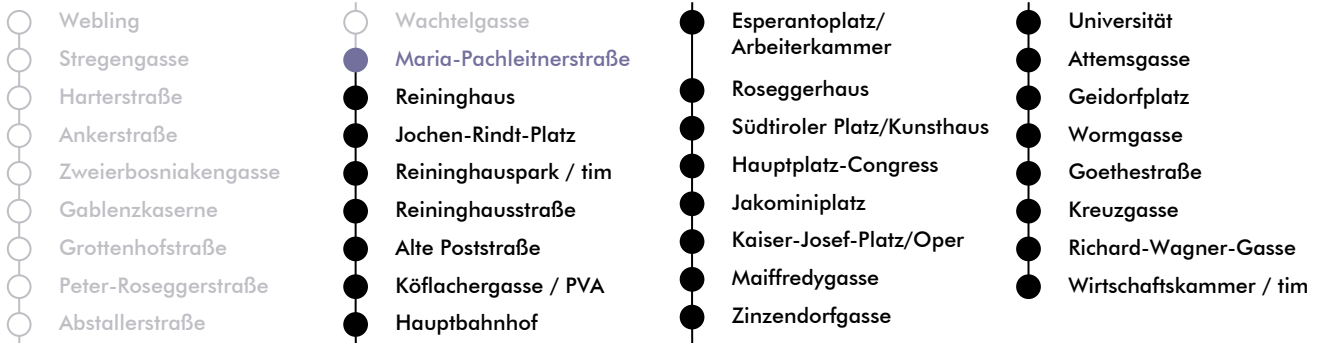 Webling
Stregengasse
Harterstraße
Ankerstraße
Zweierbosniakengasse
Gablenzkaserne
Grottenhofstraße
Peter-Roseggerstraße
Abstallerstraße
Wachtelgasse
Maria-Pachleitnerstraße
Reininghaus
Jochen-Rindt-Platz
Reininghauspark / tim
Reininghausstraße
Alte Poststraße
Köflachergasse / PVA
Hauptbahnhof
Esperantoplatz/
Arbeiterkammer
Roseggerhaus
Südtiroler Platz/Kunsthaus
Hauptplatz-Congress
Jakominiplatz
Kaiser-Josef-Platz/Oper
Maiffredygasse
Zinzendorfgasse
Universität
Attemsgasse
Geidorfplatz
Wormgasse
Goethestraße
Kreuzgasse
Richard-Wagner-Gasse
Wirtschaftskammer / tim